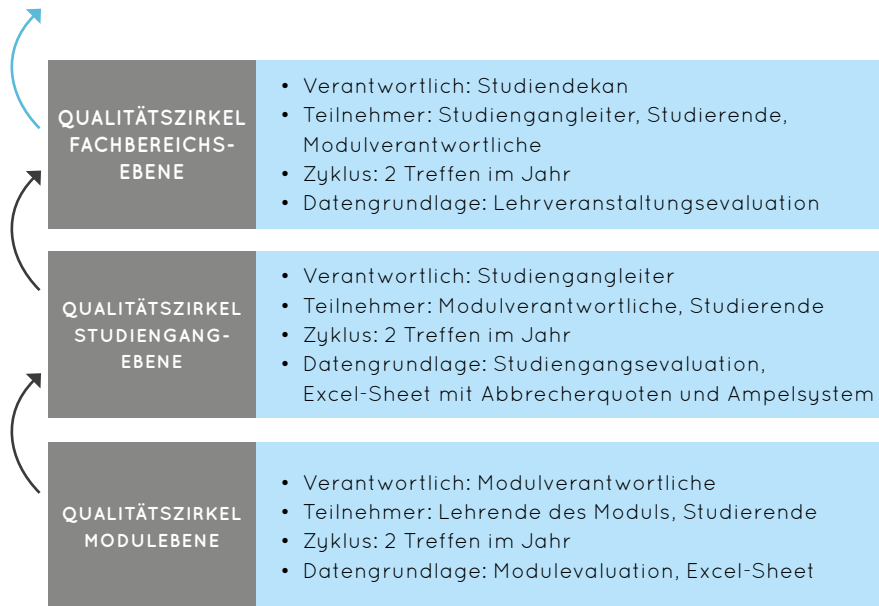 QUALITÄTSZIRKEL
FACHBEREICHS-
EBENE
• Verantwortlich: Studiendekan
• Teilnehmer: Studiengangleiter, Studierende,
Modulverantwortliche
• Zyklus: 2 Treffen im Jahr
• Datengrundlage: Lehrveranstaltungsevaluation
QUALITÄTSZIRKEL
STUDIENGANG-
EBENE
• Verantwortlich: Studiengangleiter
• Teilnehmer: Modulverantwortliche, Studierende
• Zyklus: 2 Treffen im Jahr
• Datengrundlage: Studiengangsevaluation,
Excel-Sheet mit Abbrecherquoten und Ampelsystem
QUALITÄTSZIRKEL
MODULEBENE
• Verantwortlich: Modulverantwortliche
• Teilnehmer: Lehrende des Moduls, Studierende
• Zyklus: 2 Treffen im Jahr
• Datengrundlage: Modulevaluation, Excel-Sheet